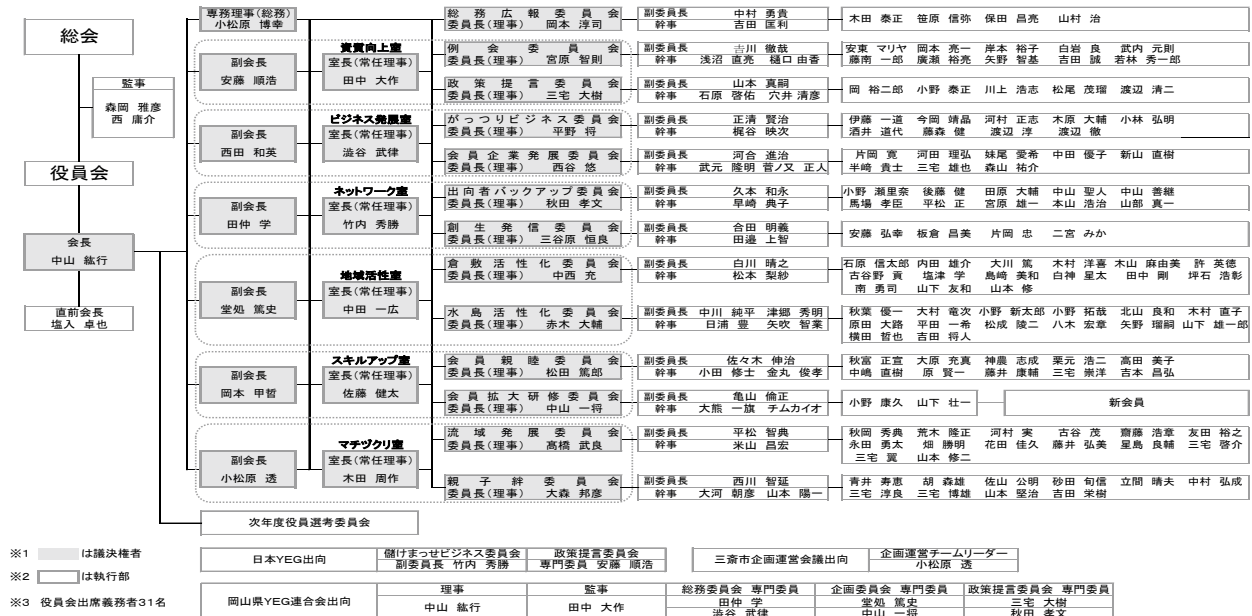 総会
監事
森岡 雅彦
西 庸介
役員会
会長
中山 紘行
直前会長
塩入 卓也
専務理事(総務)
小松原 博幸
総務広報委員会
委員長(理事) 岡本 淳司
副委員長 中村 勇貴
幹事 吉田 匡利
木田 泰正 笹原 信弥 保田 昌亮 山村 治
資質向上室
副会長
安藤 順浩
室長(常任理事)
田中 大作
例会委員会
委員長(理事) 宮原 智則
副委員長 吉川 徹哉
幹事 浅沼 直亮 樋口 由香
安東 マリヤ 岡本 亮一 岸本 裕子 白岩 良 武内 元則
藤南 一郎 廣瀬 裕亮 矢野 智基 吉田 誠 若林 秀一郎
政策提言委員会
委員長(理事) 三宅 大樹
副委員長 山本 真嗣
幹事 石原 啓佑 穴井 清彦
岡 裕二郎 小野 泰正 川上 浩志 松尾 茂瑠 渡辺 清二
ビジネス発展室
副会長
西田 和英
室長(常任理事)
澁谷 武律
がっつりビジネス委員会
委員長(理事) 平野 将
副委員長 正清 賢治
幹事 梶谷 映次
伊藤 一道 今岡 靖晶 河村 正志 木原 大輔 小林 弘明
酒井 道代 藤森 健 渡辺 淳 渡辺 徹
会員企業発展委員会
委員長(理事) 西谷 悠
副委員長 河合 進治
幹事 武元 隆明 菅ノ又 正人
片岡 寛 河田 理弘 妹尾 愛希 中田 優子 新山 直樹
半﨑 貴士 三宅 雄也 森山 祐介
ネットワーク室
副会長
田仲 学
室長(常任理事)
竹内 秀勝
出向者バックアップ委員会
委員長(理事) 秋田 孝文
副委員長 久本 和永
幹事 早崎 典子
小野 瀬里奈 後藤 健 田原 大輔 中山 聖人 中山 善継
馬場 孝臣 平松 正 宮原 雄一 本山 浩治 山部 真一
創生発信委員会
委員長(理事) 三谷原 恒良
副委員長 合田 明義
幹事 田邉 上智
安藤 弘幸 板倉 昌美 片岡 忠 二宮 みか
地域活性室
副会長
堂処 篤史
室長(常任理事)
中田 一広
倉敷活性化委員会
委員長(理事) 中西 充
副委員長 白川 晴之
幹事 松本 梨紗
石原 信太郎 内田 雄介 大川 篤 木村 洋喜 木山 麻由美 許 英德
古谷野 貢 塩津 学 島﨑 美和 白神 星太 田中 剛 坪石 浩彰
南 勇司 山下 友和 山本 修
水島活性化委員会
委員長(理事) 赤木 大輔
副委員長 中川 純平 津郷 秀明
幹事 日浦 豊 矢吹 智業
秋葉 優一 大村 竜次 小野 新太郎 小野 拓哉 北山 良和 木村 直子
原田 大路 平田 一希 松成 陵二 八木 宏章 矢野 瑠嗣 山下 雄一郎
横田 哲也 吉田 将人
スキルアップ室
副会長
岡本 甲哲
室長(常任理事)
佐藤 健太
会員親睦委員会
委員長(理事) 松田 篤郎
副委員長 佐々木 伸治
幹事 小田 修士 金丸 俊孝
秋富 正宣 大原 充真 神農 志成 栗元 浩二 高田 美子
中嶋 直樹 原 賢一 藤井 康輔 三宅 崇洋 吉本 昌弘
会員拡大研修委員会
委員長(理事) 中山 一将
副委員長 亀山 倫正
幹事 大熊 一旗 チムカイオ
小野 康久 山下 壮一
新会員
マチヅクリ室
副会長
小松原 透
室長(常任理事)
木田 周作
流域発展委員会
委員長(理事) 髙橋 武良
副委員長 平松 智典
幹事 米山 昌宏
秋岡 秀典 荒木 隆正 河村 実 古谷 茂 齋藤 浩章 友田 裕之
永田 勇太 畑 勝明 花田 佳久 藤井 弘美 星島 良輔 三宅 啓介
三宅 翼 山本 修二
親子絆委員会
委員長(理事) 大森 邦彦
副委員長 西川 智延
幹事 大河 朝彦 山本 陽一
青井 寿恵 胡 森雄 佐山 公明 砂田 旬信 立間 晴夫 中村 弘成
三宅 淳良 三宅 博雄 山本 堅治 吉田 栄樹
次年度役員選考委員会
※1 は議決権者
※2 は執行部
※3 役員会出席義務者31名
日本YEG出向
儲けまっせビジネス委員会
副委員長 竹内 秀勝
政策提言委員会
専門委員 安藤 順浩
三斎市企画運営会議出向
企画運営チームリーダー
小松原 透
岡山県YEG連合会出向
理事
中山 紘行
監事
田中 大作
総務委員会 専門委員
田仲 学
澁谷 武律
企画委員会 専門委員
堂処 篤史
中山 一将
政策提言委員会 専門委員
三宅 大樹
秋田 孝文